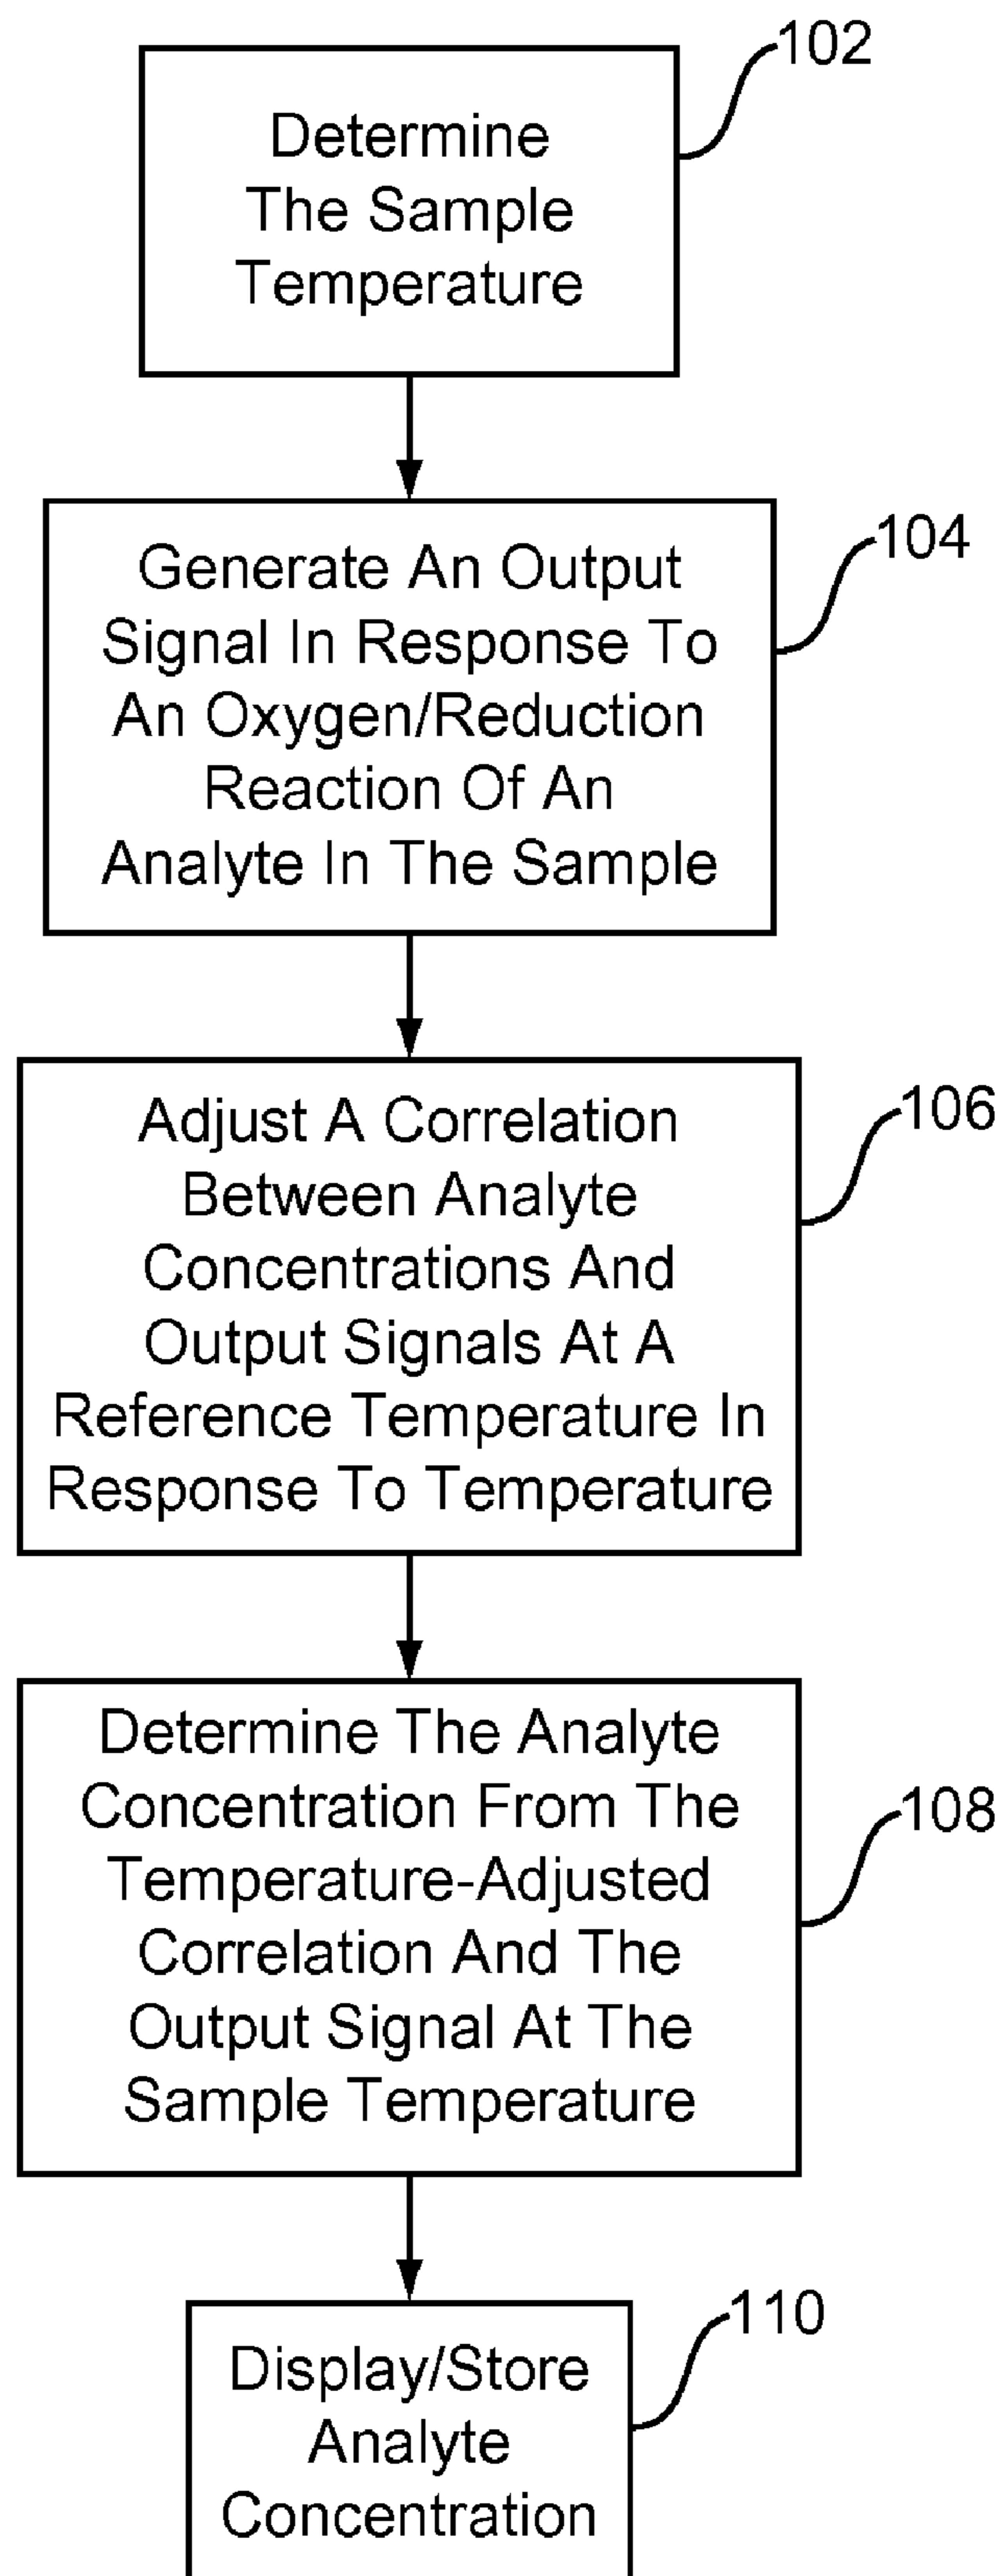 102
Determine
The Sample
Temperature
104
Generate An Output
Signal In Response To
An Oxygen/Reduction
Reaction Of An
Analyte In The Sample
106
Adjust A Correlation
Between Analyte
Concentrations And
Output Signals At A
Reference Temperature In
Response To Temperature
108
Determine The Analyte
Concentration From The
Temperature-Adjusted
Correlation And The
Output Signal At The
Sample Temperature
110
Display/Store
Analyte
Concentration